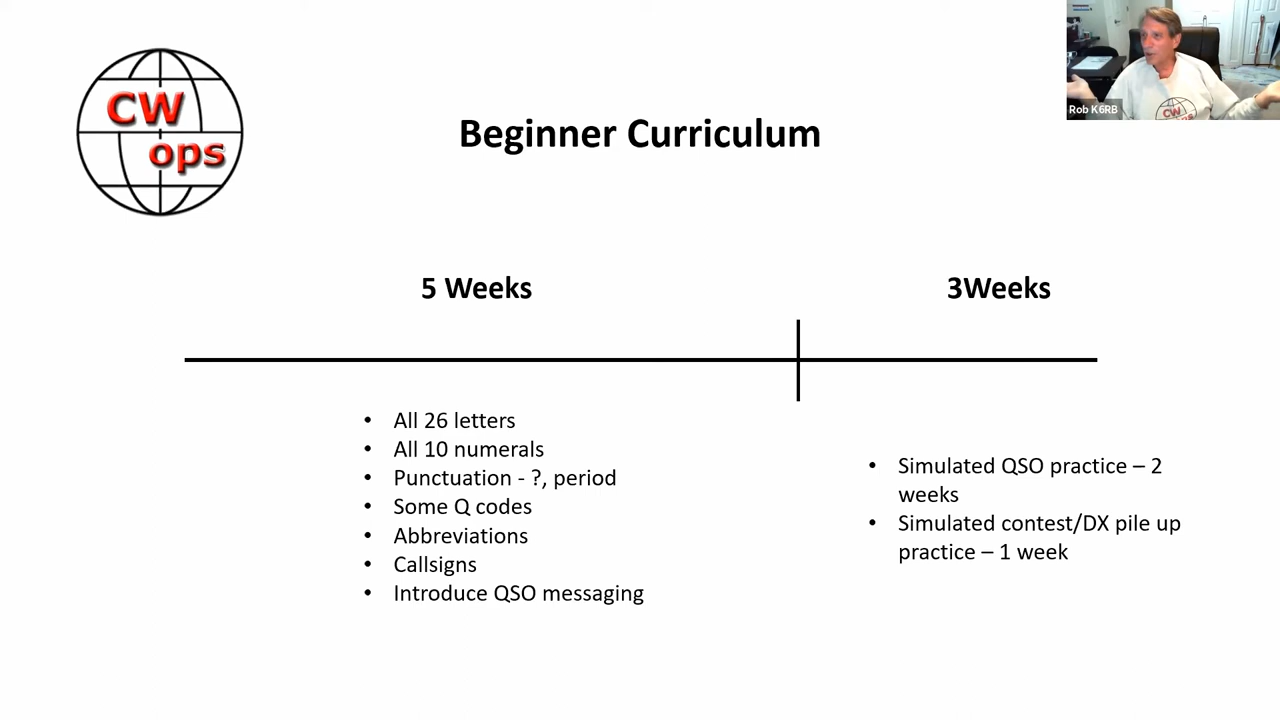 CW
ops
Beginner Curriculum
Rob K6RB
CW
5 Weeks
3Weeks
• All 26 letters
• All 10 numerals
• Punctuation - ?, period
• Some Q codes
• Abbreviations
• Callsigns
• Introduce QSO messaging
• Simulated QSO practice – 2
weeks
• Simulated contest/DX pile up
practice – 1 week